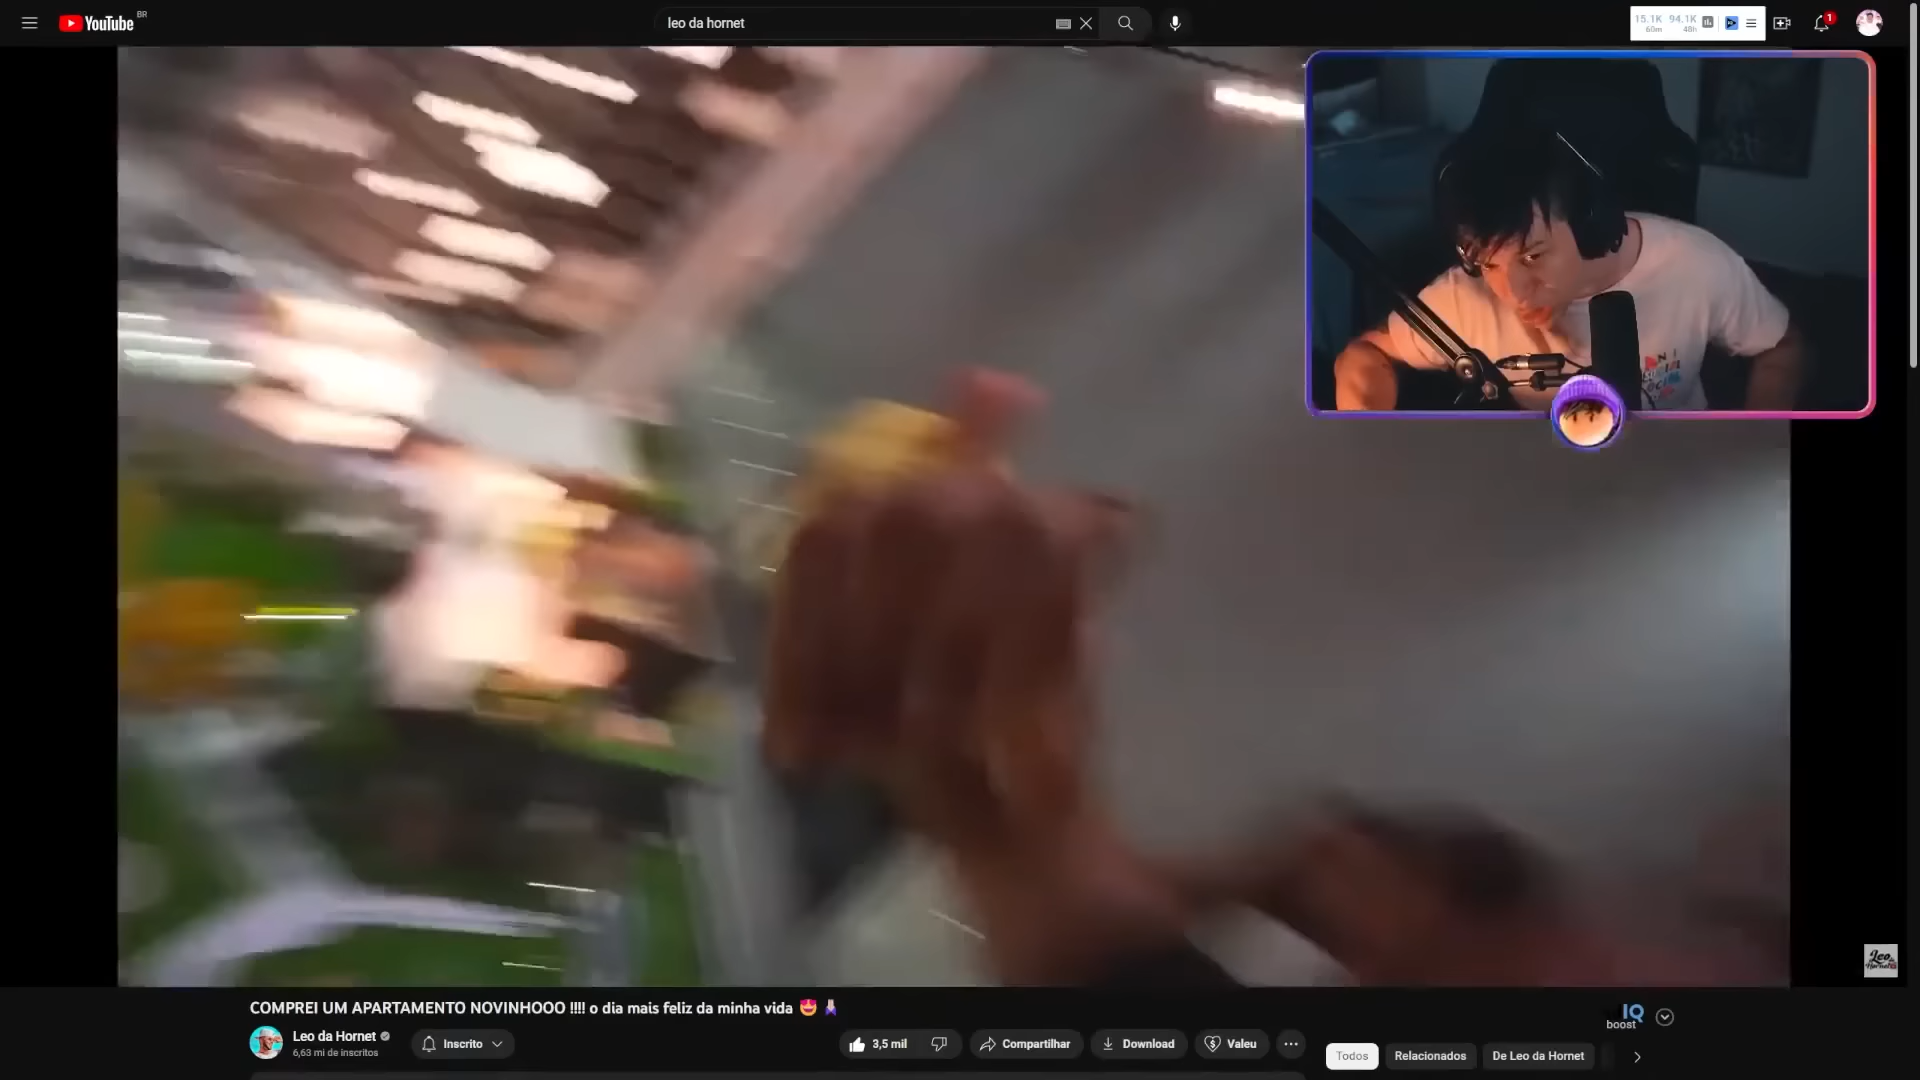 YouTube BR
leo da hornet
15.1K 94.1K
60m 48h
1
COMPREI UM APARTAMENTO NOVINHOOO !!!! o dia mais feliz da minha vida
Leo da Hornet
6,63 mi de inscritos
Inscrito
3,5 mil
Compartilhar
Download
Valeu
IQ
boost
Todos
Relacionados
De Leo da Hornet